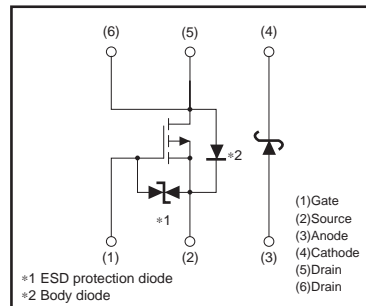 (6) (5) (4)
∗2
∗1
(1) (2) (3)
(1)Gate
(2)Source
(3)Anode
(4)Cathode
(5)Drain
(6)Drain
∗1 ESD protection diode
∗2 Body diode